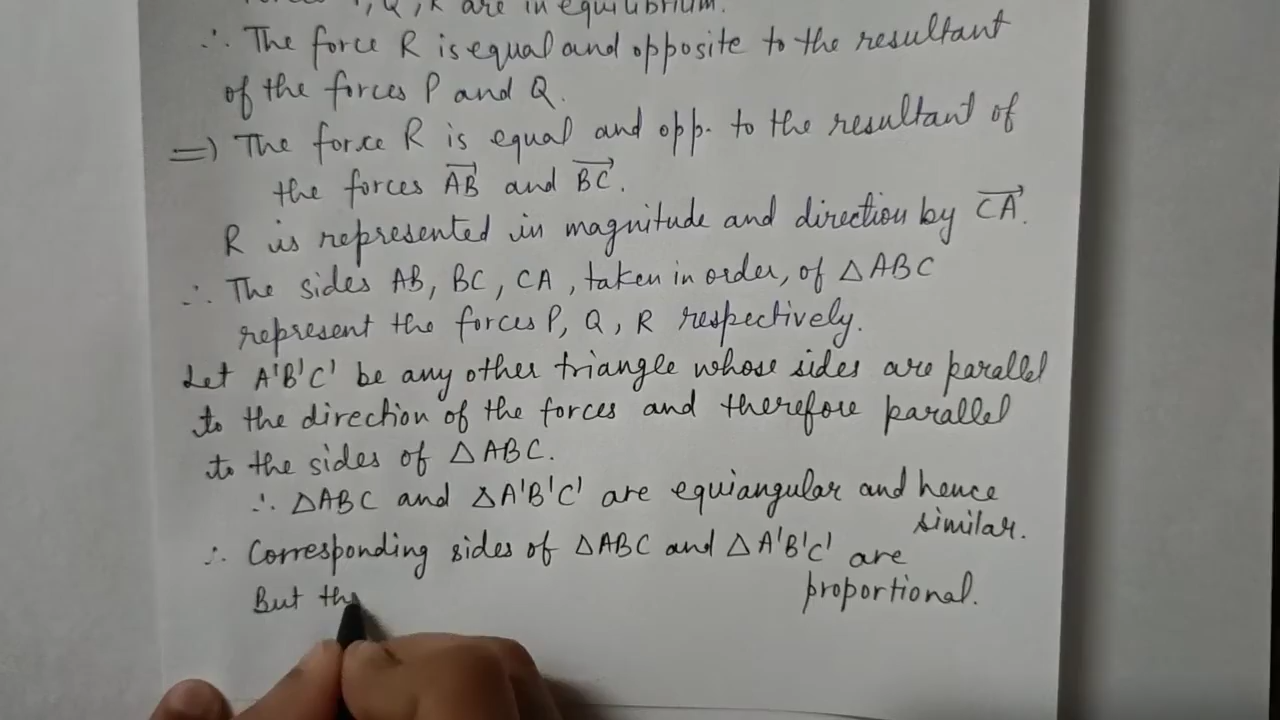 P, Q, R are in equilibrium.
∴ The force R is equal and opposite to the resultant
of the forces P and Q.
⇒ The force R is equal and opp. to the resultant of
the forces →AB and →BC.
R is represented in magnitude and direction by →CA.
∴ The sides AB, BC, CA, taken in order, of △ABC
represent the forces P, Q, R respectively.
Let A'B'C' be any other triangle whose sides are parallel
to the direction of the forces and therefore parallel
to the sides of △ABC.
∴ △ABC and △A'B'C' are equiangular and hence
similar.
∴ Corresponding sides of △ABC and △A'B'C' are
proportional.
But th